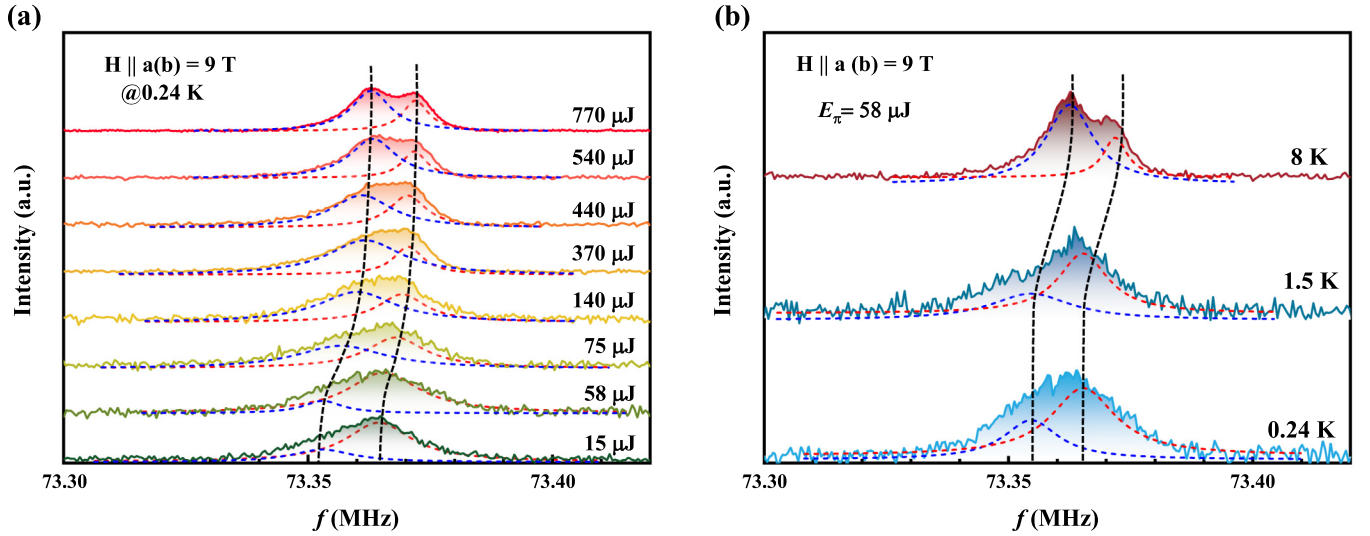 (a)
H || a(b) = 9 T
@0.24 K
770 μJ
540 μJ
440 μJ
370 μJ
140 μJ
75 μJ
58 μJ
15 μJ
Intensity (a.u.)
73.30
73.35
73.40
f (MHz)
(b)
H || a (b) = 9 T
Eπ= 58 μJ
8 K
1.5 K
0.24 K
Intensity (a.u.)
73.30
73.35
73.40
f (MHz)